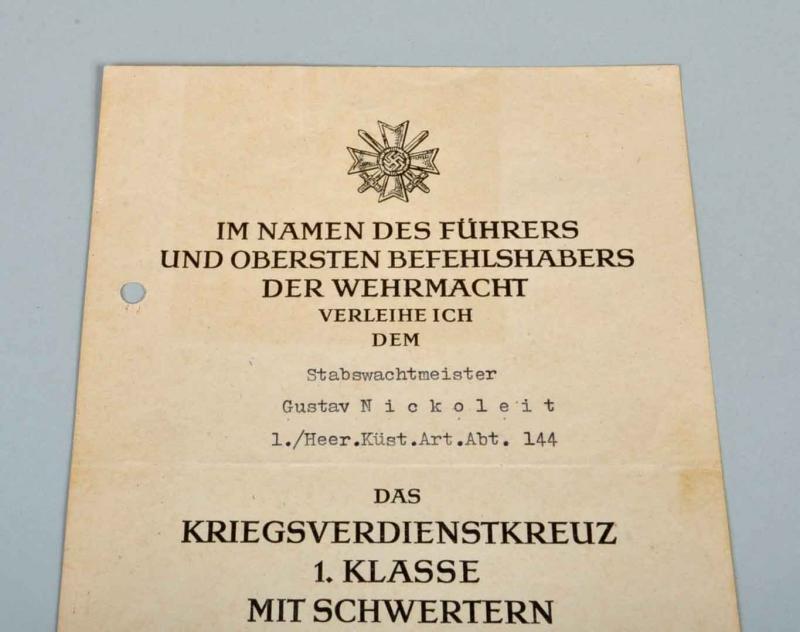 IM NAMEN DES FÜHRERS
UND OBERSTEN BEFEHLSHABERS
DER WEHRMACHT
VERLEIHE ICH
DEM
Stabswachtmeister
Gustav N i c k o l e i t
1./Heer.Küst.Art.Abt. 144
DAS
KRIEGSVERDIENSTKREUZ
1. KLASSE
MIT SCHWERTERN